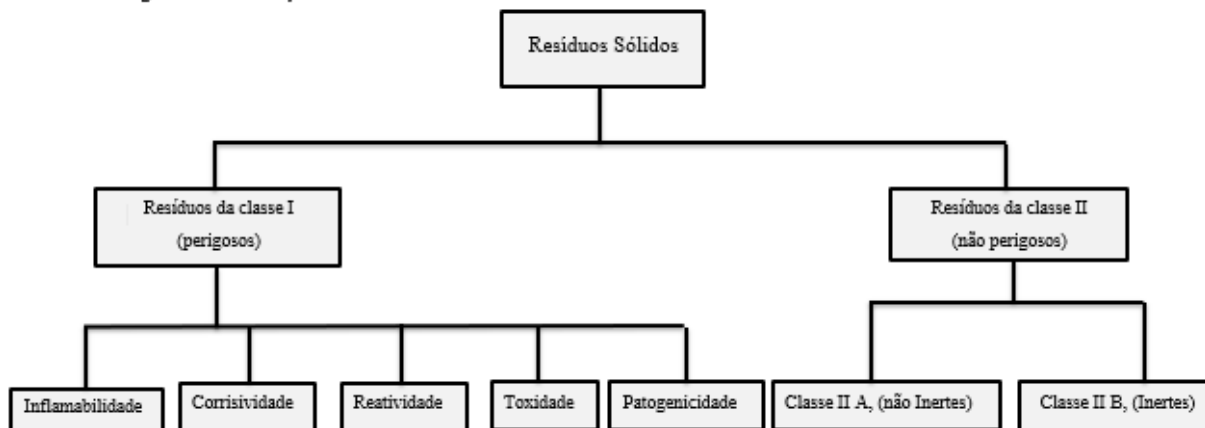 Resíduos Sólidos
Resíduos da classe I
(perigosos)
Resíduos da classe II
(não perigosos)
Inflamabilidade
Corrisividade
Reatividade
Toxidade
Patogenicidade
Classe II A, (não Inertes)
Classe II B, (Inertes)